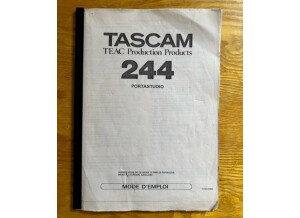 TASCAM
TEAC Production Products
244
PORTASTUDIO
MODE D'EMPLOI